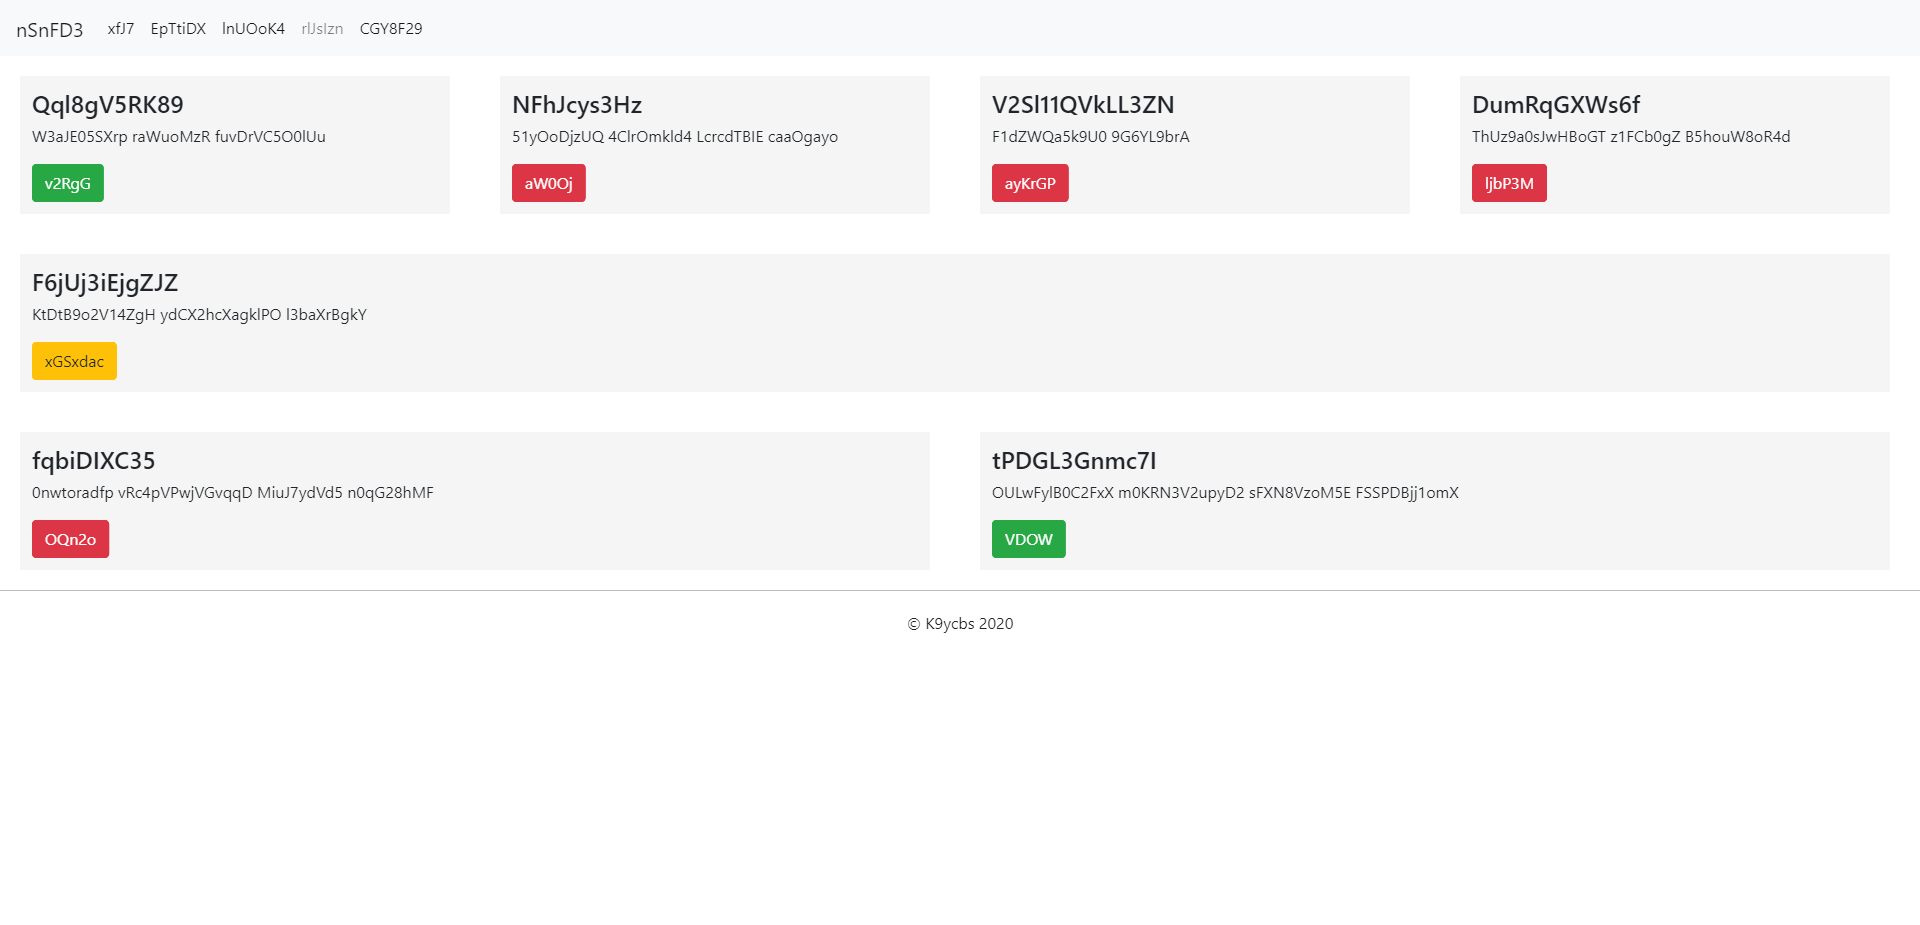 nSnFD3 xfJ7 EpTtiDX lnUOoK4 rlJsIzn CGY8F29
Qql8gV5RK89
W3aJE05SXrp raWuoMzR fuvDrVC5O0lUu
v2RgG
NFhJcys3Hz
51yOoDjzUQ 4ClrOmkld4 LcrcdTBIE caaOgayo
aW0Oj
V2Sl11QVkLL3ZN
F1dZWQa5k9U0 9G6YL9brA
ayKrGP
DumRqGXWs6f
ThUz9a0sJwHBoGT z1FCb0gZ B5houW8oR4d
ljbP3M
F6jUj3iEjgZJZ
KtDtB9o2V14ZgH ydCX2hcXagklPO l3baXrBgkY
xGSxdac
fqbiDIXC35
0nwtoradfp vRc4pVPwjVGvqqD MiuJ7ydVd5 n0qG28hMF
OQn2o
tPDGL3Gnmc7I
OULwFylB0C2FxX m0KRN3V2upyD2 sFXN8VzoM5E FSSPDBjj1omX
VDOW
© K9ycbs 2020